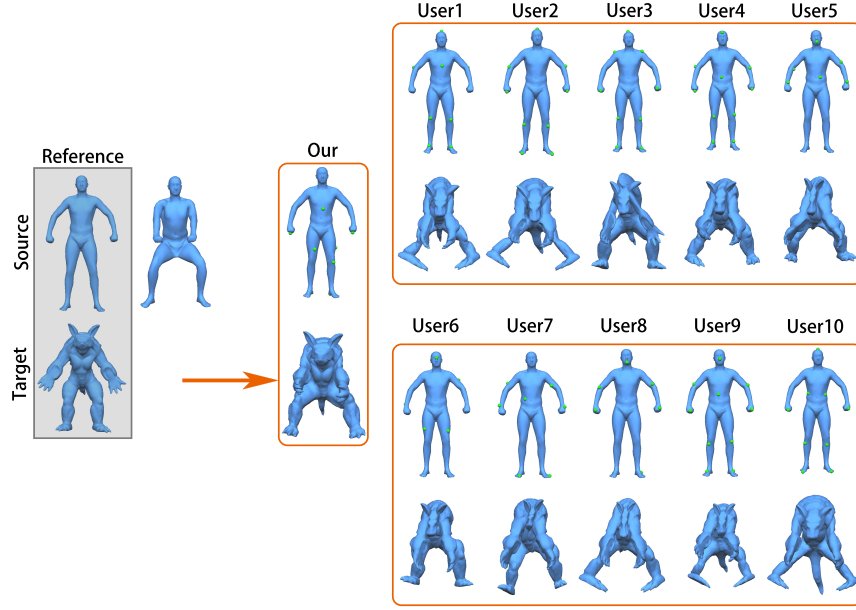 User1 User2 User3 User4 User5
Reference
Our
Source
Target
User6 User7 User8 User9 User10